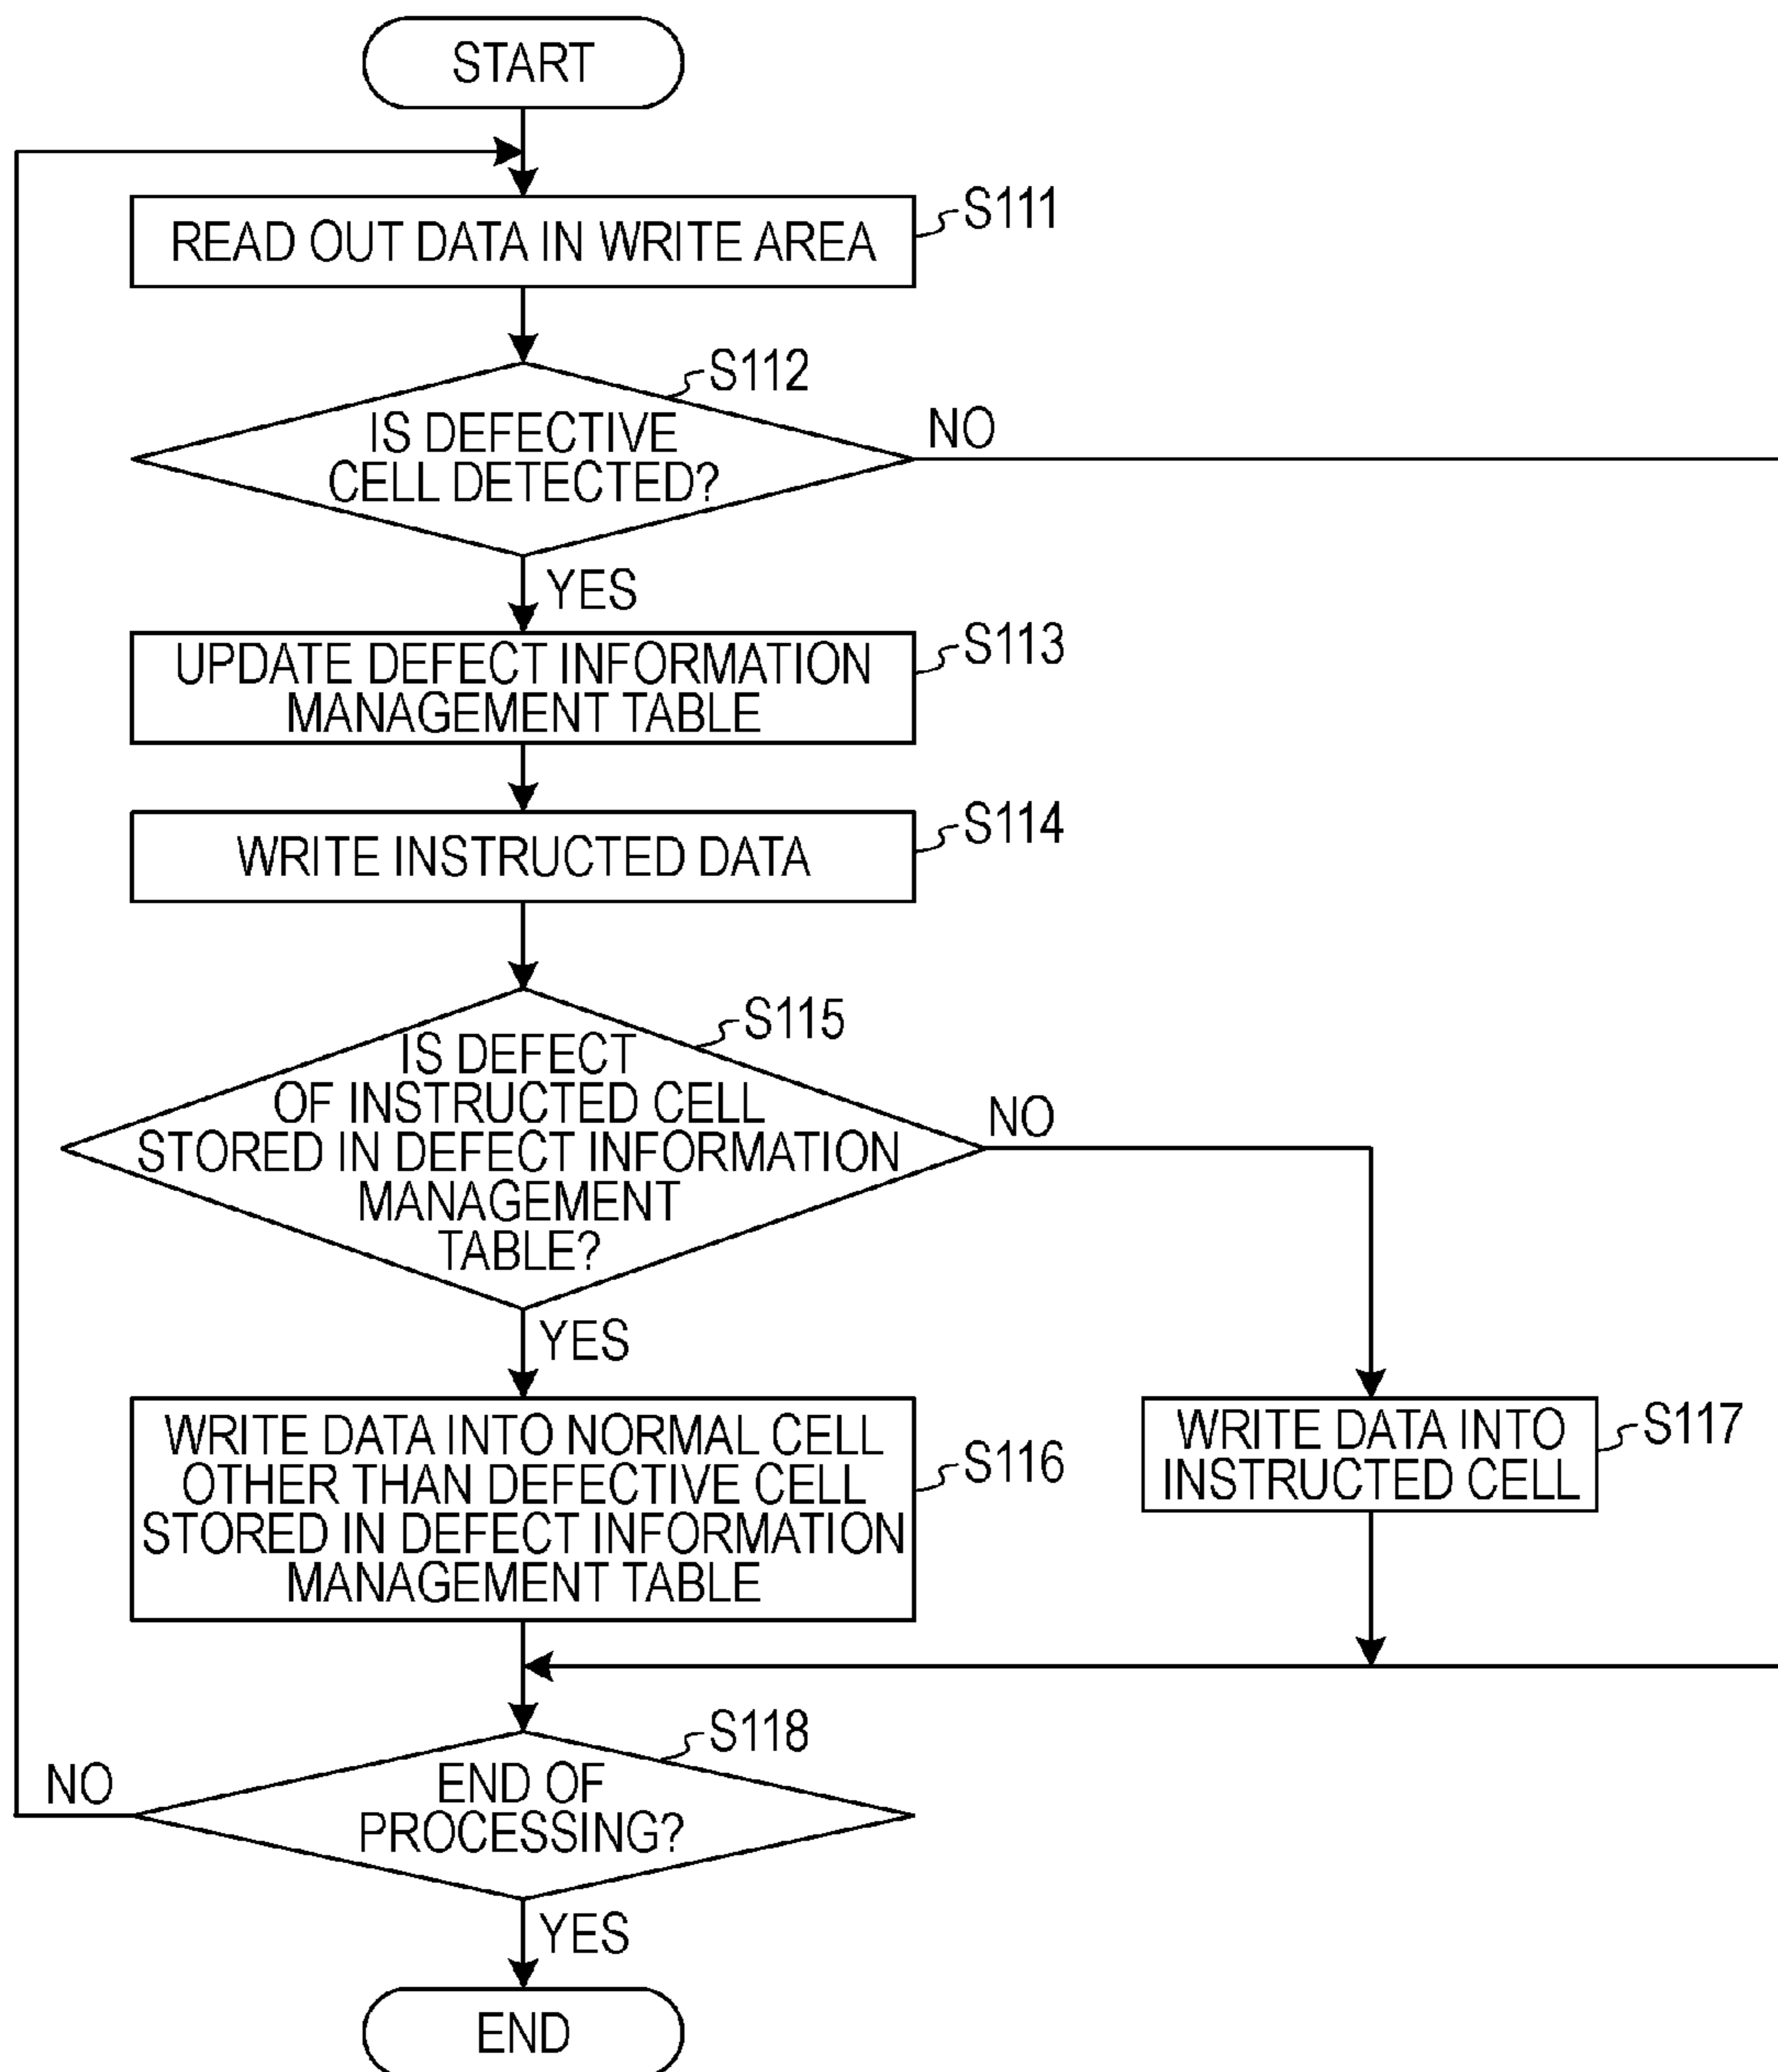 START
READ OUT DATA IN WRITE AREA
S111
S112
IS DEFECTIVE
CELL DETECTED?
NO
YES
UPDATE DEFECT INFORMATION
MANAGEMENT TABLE
S113
WRITE INSTRUCTED DATA
S114
S115
IS DEFECT
OF INSTRUCTED CELL
STORED IN DEFECT INFORMATION
MANAGEMENT
TABLE?
NO
YES
WRITE DATA INTO NORMAL CELL
OTHER THAN DEFECTIVE CELL
STORED IN DEFECT INFORMATION
MANAGEMENT TABLE
S116
WRITE DATA INTO
INSTRUCTED CELL
S117
S118
END OF
PROCESSING?
NO
YES
END